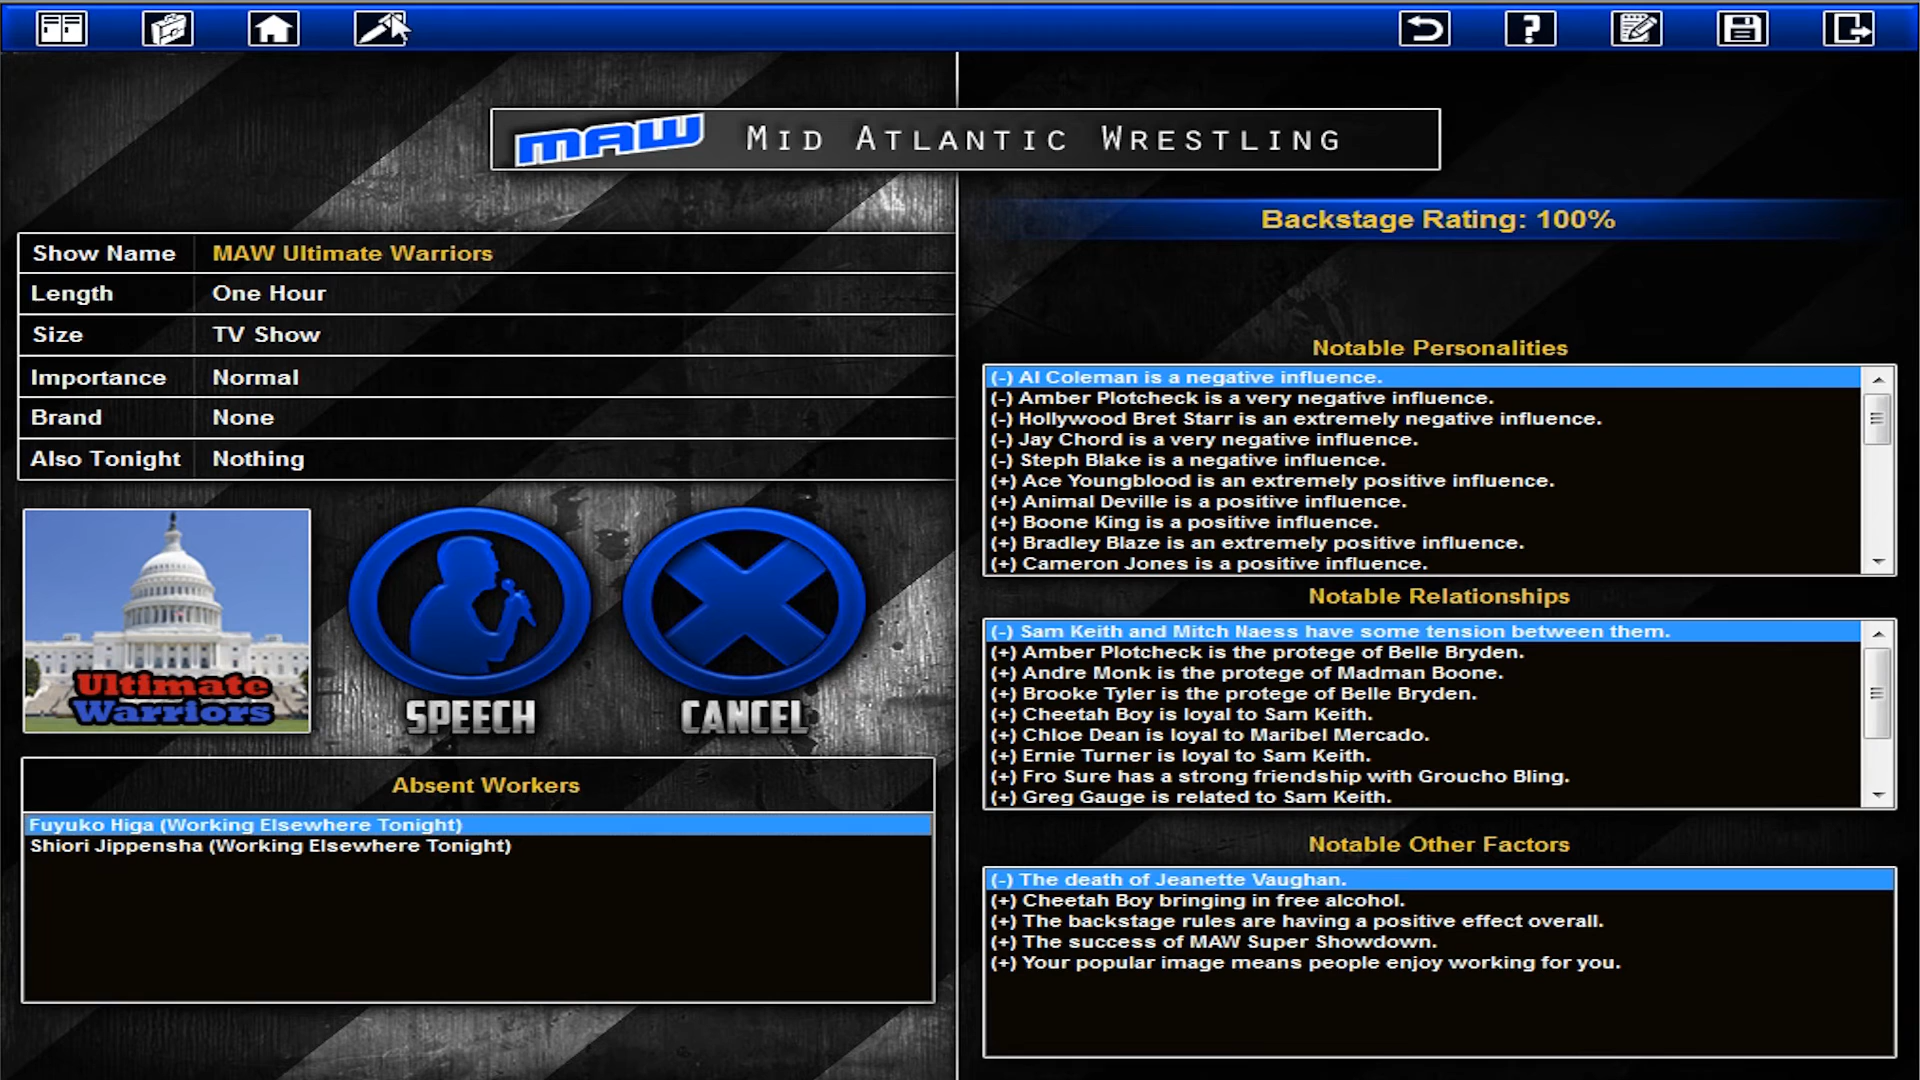 MAW Mid Atlantic Wrestling
Show Name MAW Ultimate Warriors
Length One Hour
Size TV Show
Importance Normal
Brand None
Also Tonight Nothing
Ultimate
Warriors
SPEECH
CANCEL
Absent Workers
Fuyuko Higa (Working Elsewhere Tonight)
Shiori Jippensha (Working Elsewhere Tonight)
Backstage Rating: 100%
Notable Personalities
(-) Al Coleman is a negative influence.
(-) Amber Plotcheck is a very negative influence.
(-) Hollywood Bret Starr is an extremely negative influence.
(-) Jay Chord is a very negative influence.
(-) Steph Blake is a negative influence.
(+) Ace Youngblood is an extremely positive influence.
(+) Animal Deville is a positive influence.
(+) Boone King is a positive influence.
(+) Bradley Blaze is an extremely positive influence.
(+) Cameron Jones is a positive influence.
Notable Relationships
(-) Sam Keith and Mitch Naess have some tension between them.
(+) Amber Plotcheck is the protege of Belle Bryden.
(+) Andre Monk is the protege of Madman Boone.
(+) Brooke Tyler is the protege of Belle Bryden.
(+) Cheetah Boy is loyal to Sam Keith.
(+) Chloe Dean is loyal to Maribel Mercado.
(+) Ernie Turner is loyal to Sam Keith.
(+) Fro Sure has a strong friendship with Groucho Bling.
(+) Greg Gauge is related to Sam Keith.
Notable Other Factors
(-) The death of Jeanette Vaughan.
(+) Cheetah Boy bringing in free alcohol.
(+) The backstage rules are having a positive effect overall.
(+) The success of MAW Super Showdown.
(+) Your popular image means people enjoy working for you.